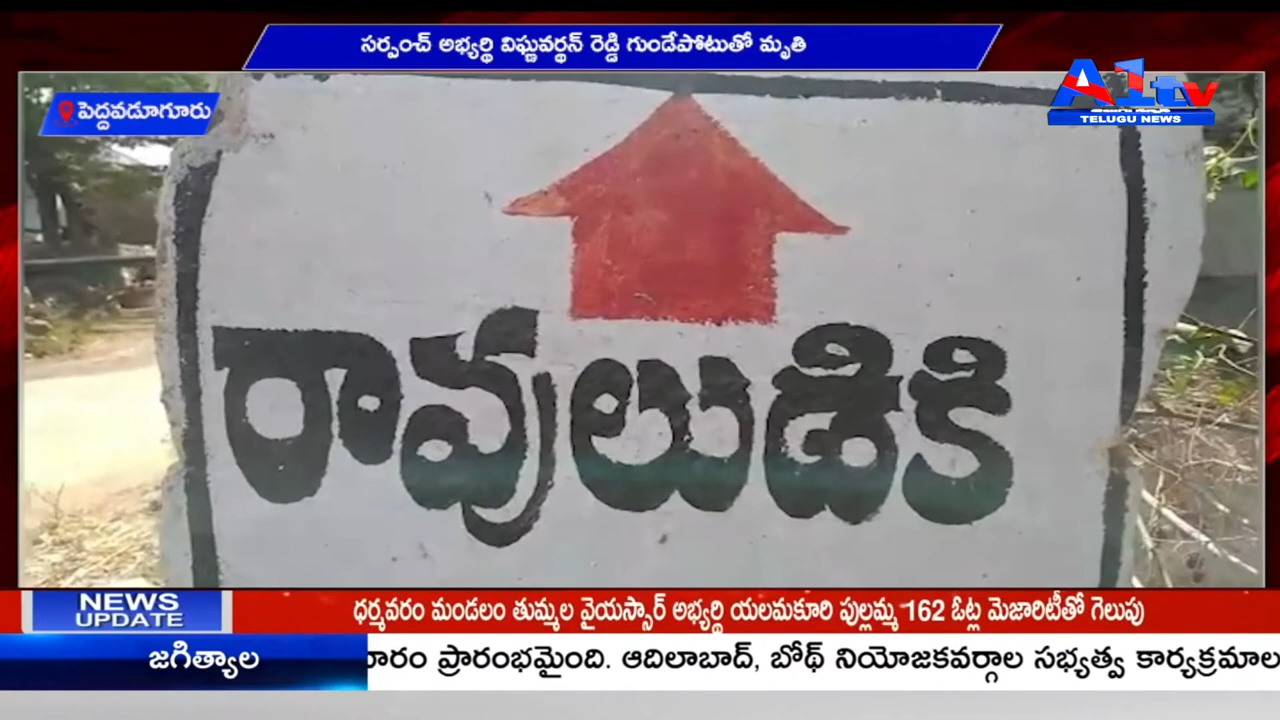 సర్పంచ్ అభ్యర్థి విష్ణువర్థన్ రెడ్డి గుండేపోటుతో మృతి
పెద్దవడూగూరు
A1tv
TELUGU NEWS
రావులుడికి
NEWS
UPDATE
ధర్మవరం మండలం తుమ్మల వైయస్సార్ అభ్యర్థి యలమకూరి పుల్లమ్మ 162 ఓట్ల మెజారిటీతో గెలుపు
జగిత్యాల
వారం ప్రారంభమైంది. ఆదిలాబాద్, బోథ్ నియోజకవర్గాల సభ్యత్వ కార్యక్రమాల